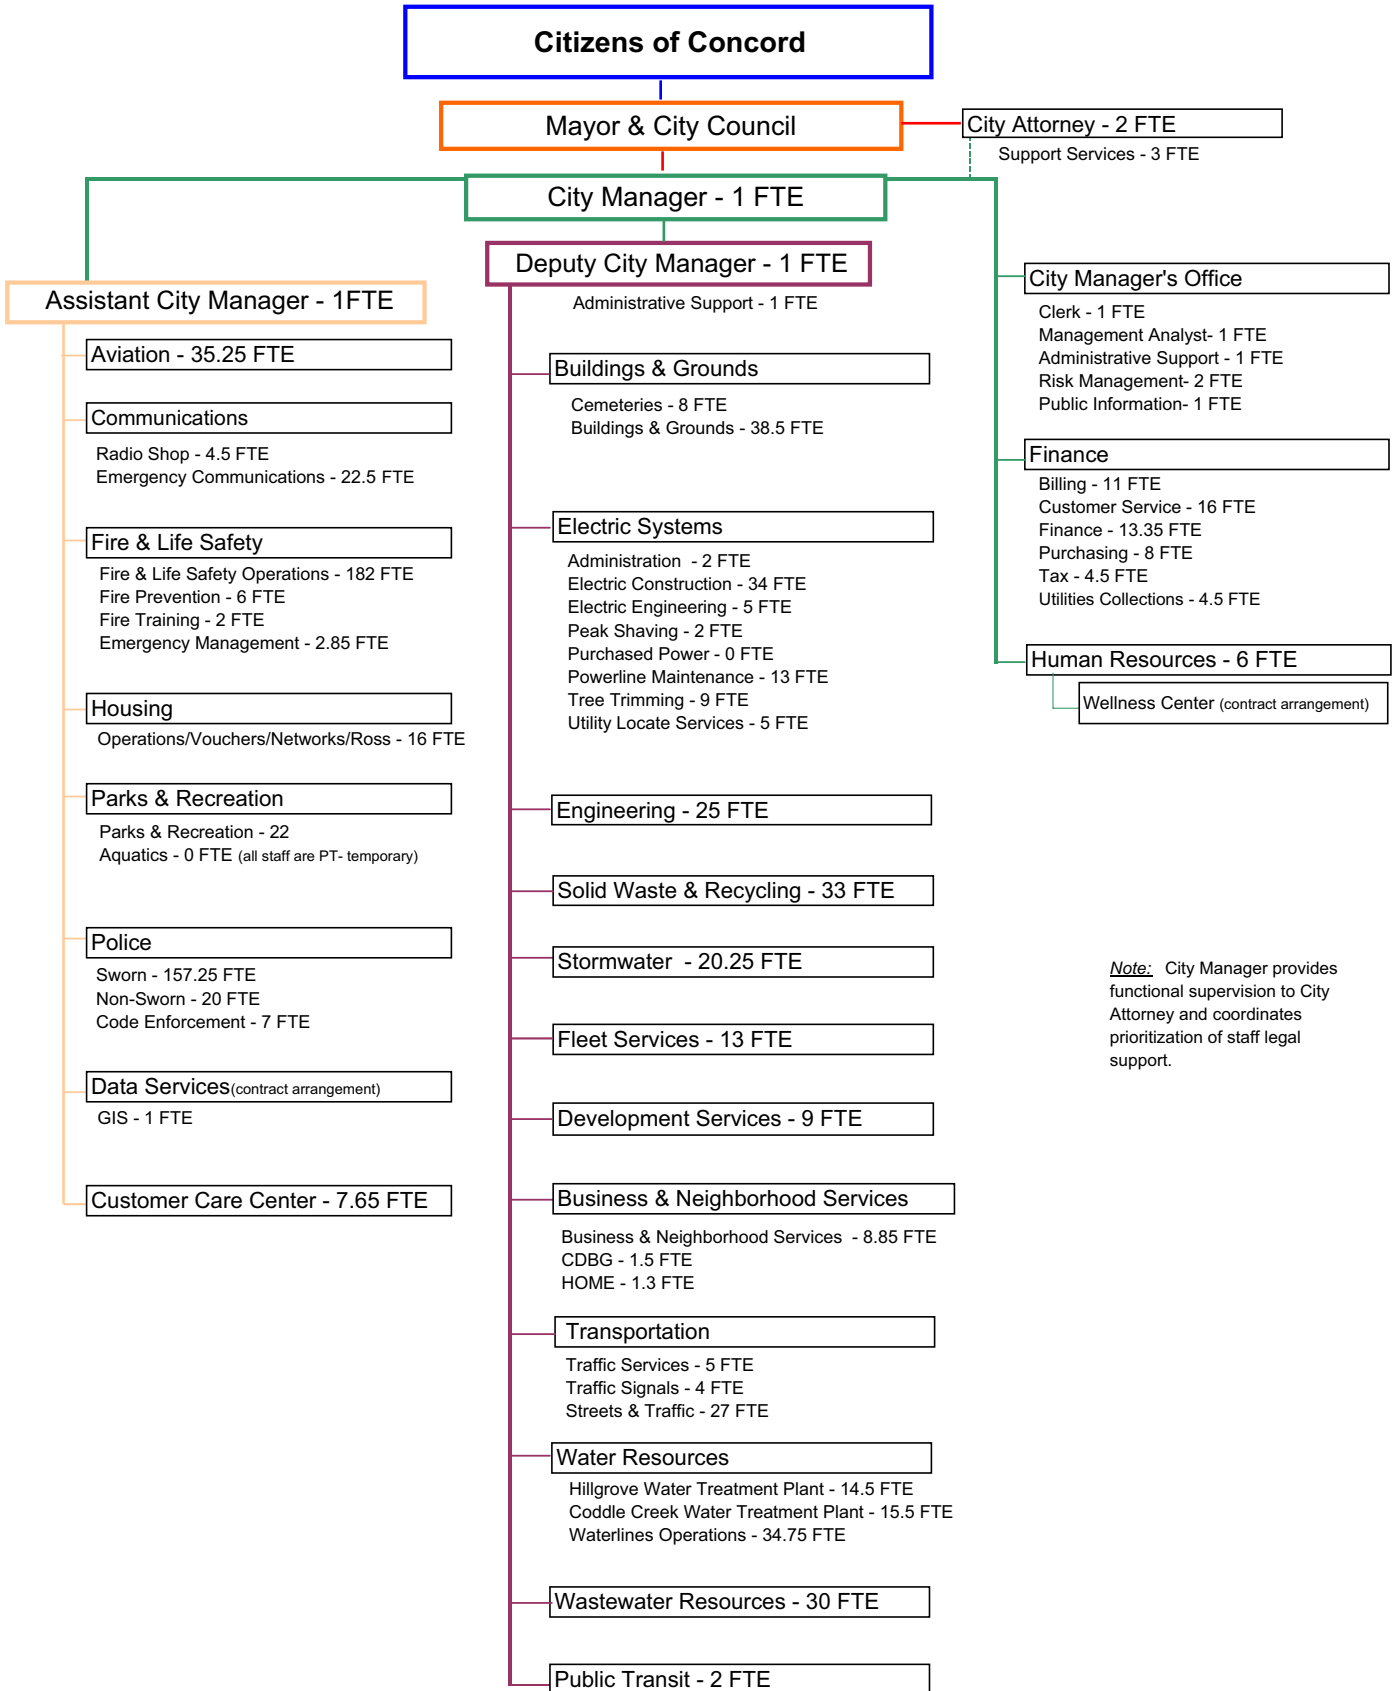 Citizens of Concord
Mayor & City Council
City Attorney - 2 FTE
Support Services - 3 FTE
City Manager - 1 FTE
Deputy City Manager - 1 FTE
Administrative Support - 1 FTE
Assistant City Manager - 1FTE
Aviation - 35.25 FTE
Communications
Radio Shop - 4.5 FTE
Emergency Communications - 22.5 FTE
Fire & Life Safety
Fire & Life Safety Operations - 182 FTE
Fire Prevention - 6 FTE
Fire Training - 2 FTE
Emergency Management - 2.85 FTE
Housing
Operations/Vouchers/Networks/Ross - 16 FTE
Parks & Recreation
Parks & Recreation - 22
Aquatics - 0 FTE (all staff are PT- temporary)
Police
Sworn - 157.25 FTE
Non-Sworn - 20 FTE
Code Enforcement - 7 FTE
Data Services(contract arrangement)
GIS - 1 FTE
Customer Care Center - 7.65 FTE
Buildings & Grounds
Cemeteries - 8 FTE
Buildings & Grounds - 38.5 FTE
Electric Systems
Administration  - 2 FTE
Electric Construction - 34 FTE
Electric Engineering - 5 FTE
Peak Shaving - 2 FTE
Purchased Power - 0 FTE
Powerline Maintenance - 13 FTE
Tree Trimming - 9 FTE
Utility Locate Services - 5 FTE
Engineering - 25 FTE
Solid Waste & Recycling - 33 FTE
Stormwater  - 20.25 FTE
Fleet Services - 13 FTE
Development Services - 9 FTE
Business & Neighborhood Services
Business & Neighborhood Services  - 8.85 FTE
CDBG - 1.5 FTE
HOME - 1.3 FTE
Transportation
Traffic Services - 5 FTE
Traffic Signals - 4 FTE
Streets & Traffic - 27 FTE
Water Resources
Hillgrove Water Treatment Plant - 14.5 FTE
Coddle Creek Water Treatment Plant - 15.5 FTE
Waterlines Operations - 34.75 FTE
Wastewater Resources - 30 FTE
Public Transit - 2 FTE
City Manager's Office
Clerk - 1 FTE
Management Analyst- 1 FTE
Administrative Support - 1 FTE
Risk Management- 2 FTE
Public Information- 1 FTE
Finance
Billing - 11 FTE
Customer Service - 16 FTE
Finance - 13.35 FTE
Purchasing - 8 FTE
Tax - 4.5 FTE
Utilities Collections - 4.5 FTE
Human Resources - 6 FTE
Wellness Center (contract arrangement)
Note:  City Manager provides
functional supervision to City
Attorney and coordinates
prioritization of staff legal
support.